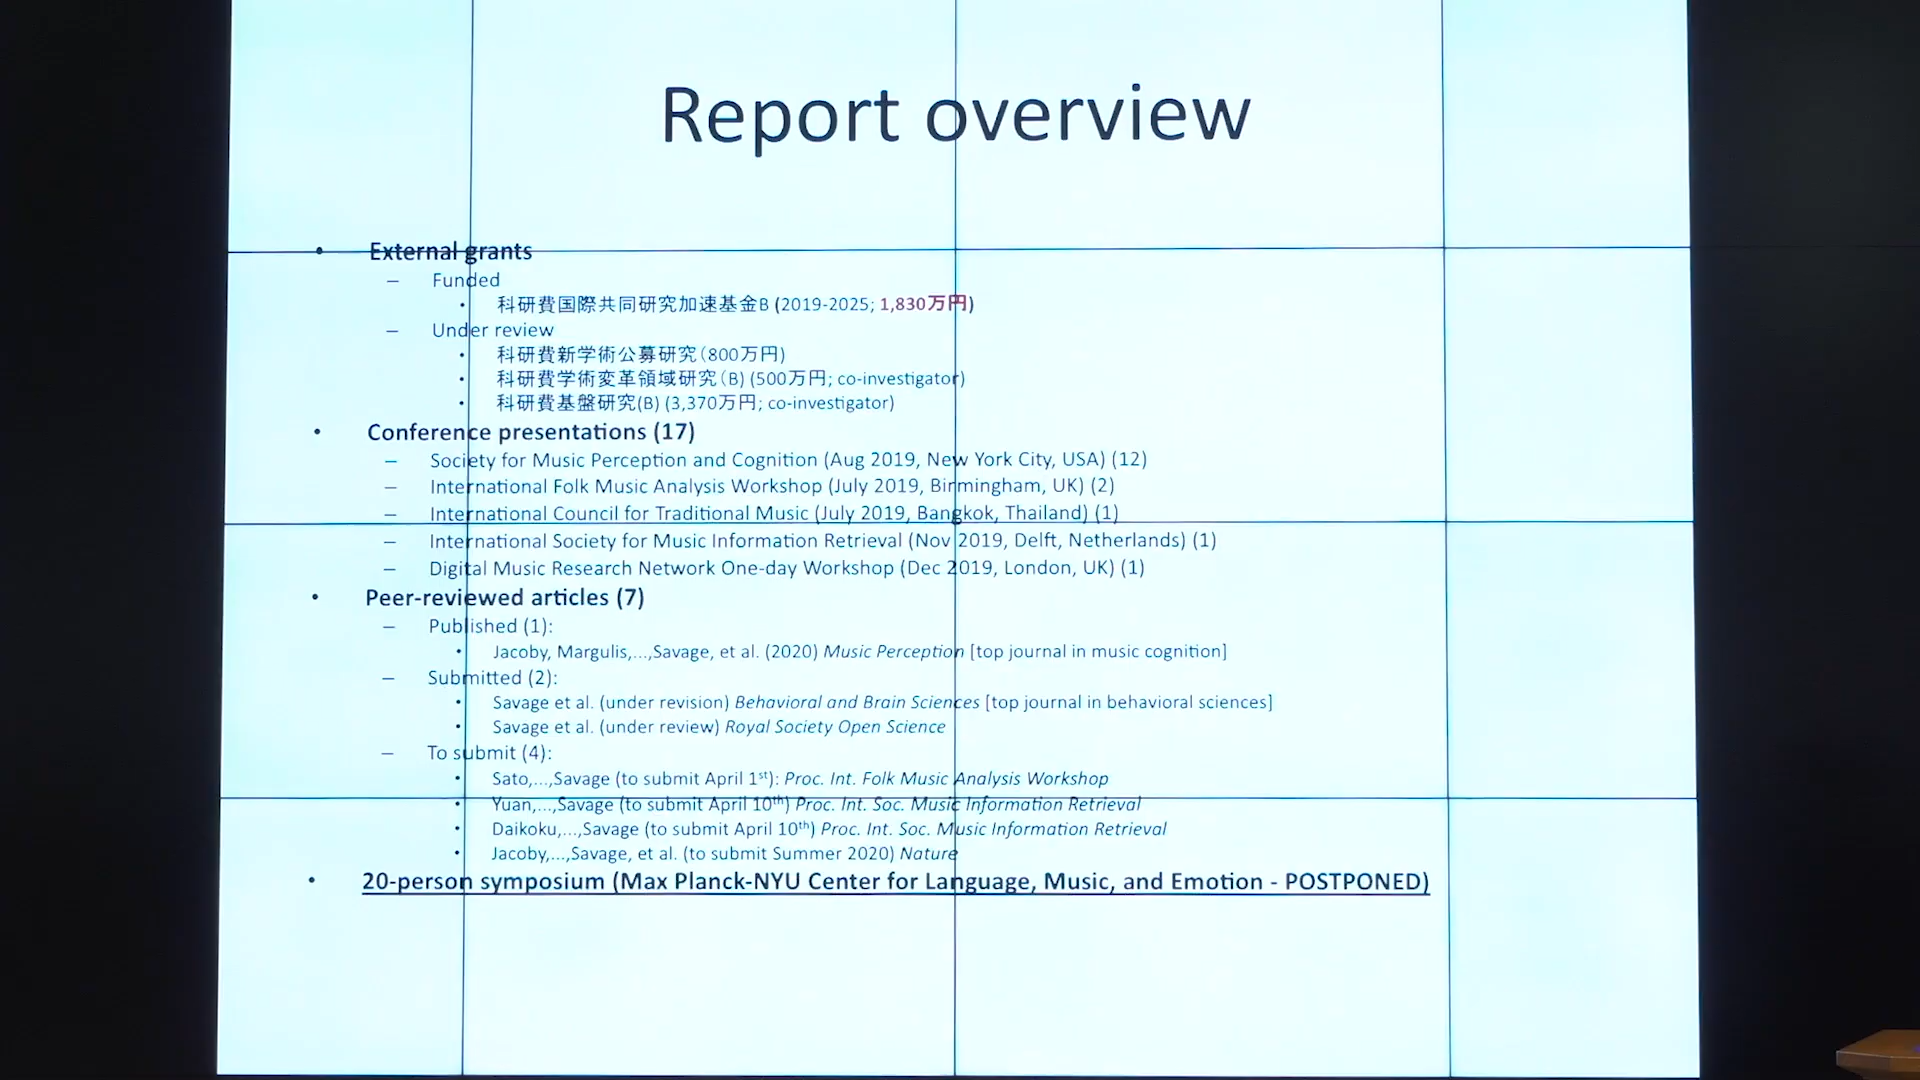 Report overview
• External grants
– Funded
• 科研費国際共同研究加速基金B (2019-2025; 1,830万円)
– Under review
• 科研費新学術公募研究（800万円)
• 科研費学術変革領域研究（B) (500万円; co-investigator)
• 科研費基盤研究(B) (3,370万円; co-investigator)
• Conference presentations (17)
– Society for Music Perception and Cognition (Aug 2019, New York City, USA) (12)
– International Folk Music Analysis Workshop (July 2019, Birmingham, UK) (2)
– International Council for Traditional Music (July 2019, Bangkok, Thailand) (1)
– International Society for Music Information Retrieval (Nov 2019, Delft, Netherlands) (1)
– Digital Music Research Network One-day Workshop (Dec 2019, London, UK) (1)
• Peer-reviewed articles (7)
– Published (1):
• Jacoby, Margulis,...,Savage, et al. (2020) Music Perception [top journal in music cognition]
– Submitted (2):
• Savage et al. (under revision) Behavioral and Brain Sciences [top journal in behavioral sciences]
• Savage et al. (under review) Royal Society Open Science
– To submit (4):
• Sato,...,Savage (to submit April 1st): Proc. Int. Folk Music Analysis Workshop
• Yuan,...,Savage (to submit April 10th) Proc. Int. Soc. Music Information Retrieval
• Daikoku,...,Savage (to submit April 10th) Proc. Int. Soc. Music Information Retrieval
• Jacoby,...,Savage, et al. (to submit Summer 2020) Nature
• 20-person symposium (Max Planck-NYU Center for Language, Music, and Emotion - POSTPONED)